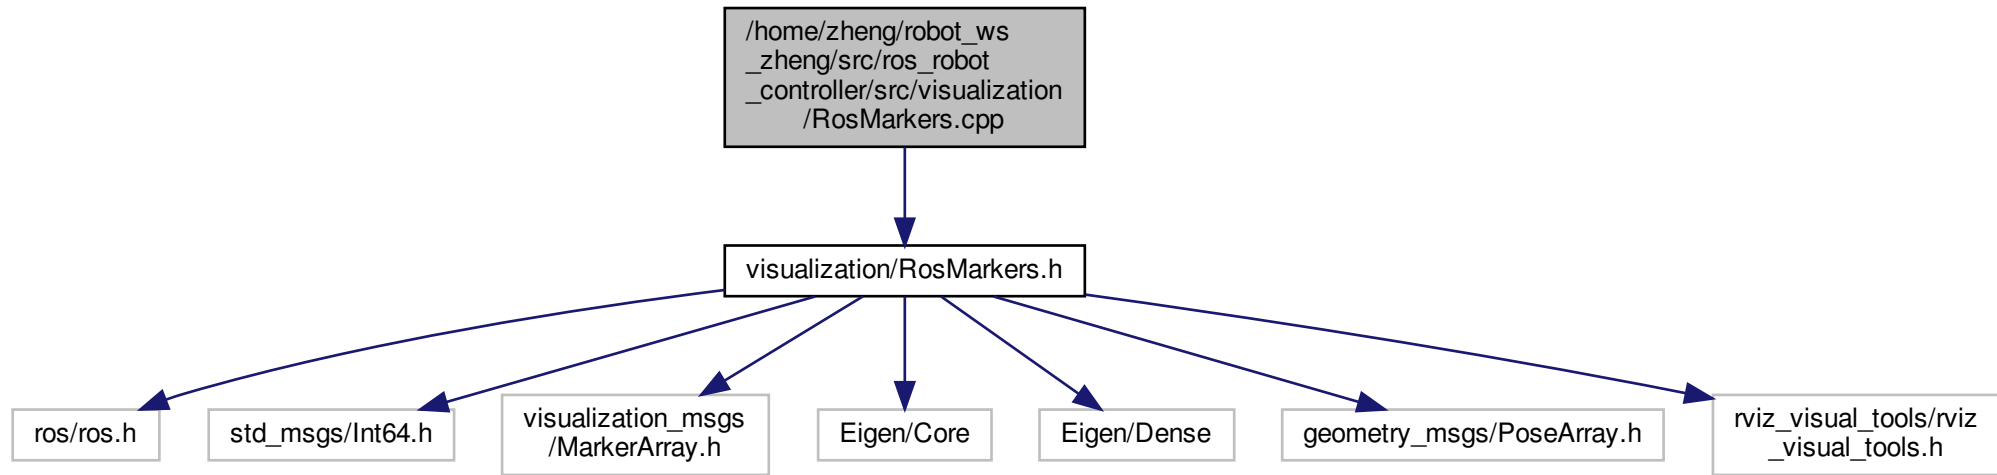 /home/zheng/robot_ws
_zheng/src/ros_robot
_controller/src/visualization
/RosMarkers.cpp
visualization/RosMarkers.h
ros/ros.h
std_msgs/Int64.h
visualization_msgs
/MarkerArray.h
Eigen/Core
Eigen/Dense
geometry_msgs/PoseArray.h
rviz_visual_tools/rviz
_visual_tools.h